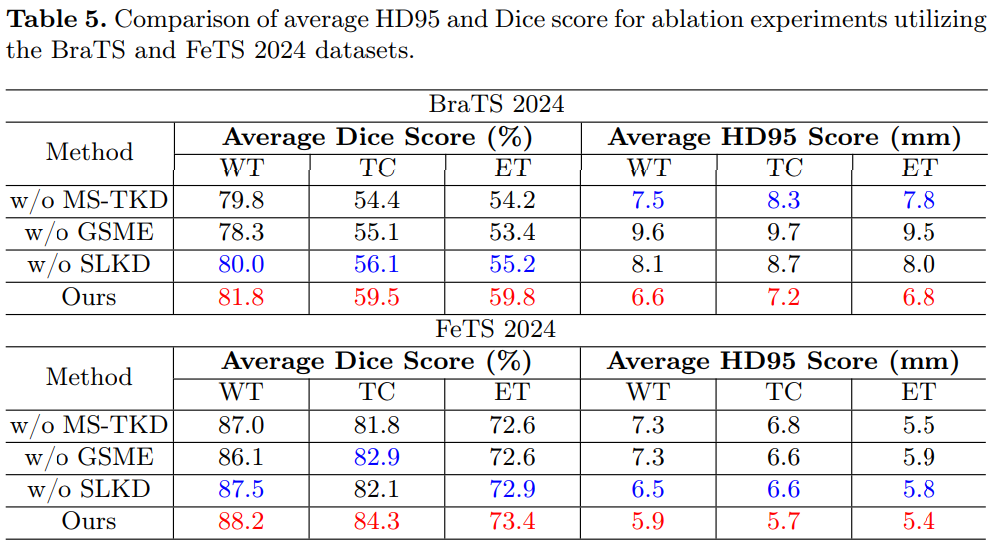 Table 5. Comparison of average HD95 and Dice score for ablation experiments utilizing
the BraTS and FeTS 2024 datasets.
BraTS 2024
Method Average Dice Score (%) Average HD95 Score (mm)
WT TC ET WT TC ET
w/o MS-TKD 79.8 54.4 54.2 7.5 8.3 7.8
w/o GSME 78.3 55.1 53.4 9.6 9.7 9.5
w/o SLKD 80.0 56.1 55.2 8.1 8.7 8.0
Ours 81.8 59.5 59.8 6.6 7.2 6.8
FeTS 2024
Method Average Dice Score (%) Average HD95 Score (mm)
WT TC ET WT TC ET
w/o MS-TKD 87.0 81.8 72.6 7.3 6.8 5.5
w/o GSME 86.1 82.9 72.6 7.3 6.6 5.9
w/o SLKD 87.5 82.1 72.9 6.5 6.6 5.8
Ours 88.2 84.3 73.4 5.9 5.7 5.4